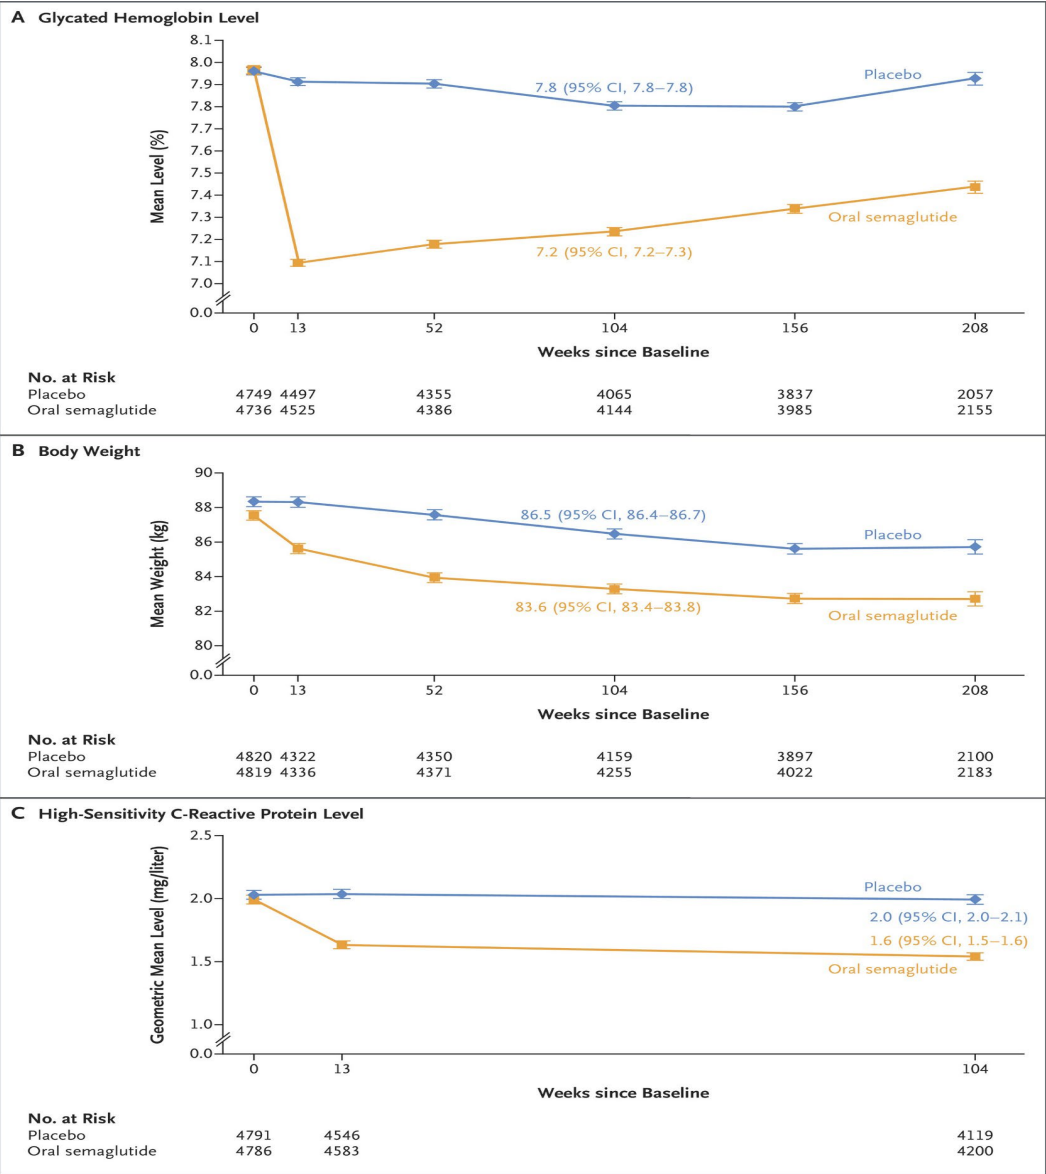 A Glycated Hemoglobin Level
Mean Level (%)
8.1
8.0
7.9
7.8
7.7
7.6
7.5
7.4
7.3
7.2
7.1
7.0
0.0
7.8 (95% CI, 7.8–7.8)
Placebo
Oral semaglutide
7.2 (95% CI, 7.2–7.3)
0 13 52 104 156 208
Weeks since Baseline
No. at Risk
Placebo 4749 4497 4355 4065 3837 2057
Oral semaglutide 4736 4525 4386 4144 3985 2155
B Body Weight
Mean Weight (kg)
90
88
86
84
82
80
0.0
86.5 (95% CI, 86.4–86.7)
Placebo
83.6 (95% CI, 83.4–83.8)
Oral semaglutide
0 13 52 104 156 208
Weeks since Baseline
No. at Risk
Placebo 4820 4322 4350 4159 3897 2100
Oral semaglutide 4819 4336 4371 4255 4022 2183
C High-Sensitivity C-Reactive Protein Level
Geometric Mean Level (mg/liter)
2.5
2.0
1.5
1.0
0.0
Placebo
2.0 (95% CI, 2.0–2.1)
1.6 (95% CI, 1.5–1.6)
Oral semaglutide
0 13 104
Weeks since Baseline
No. at Risk
Placebo 4791 4546 4119
Oral semaglutide 4786 4583 4200